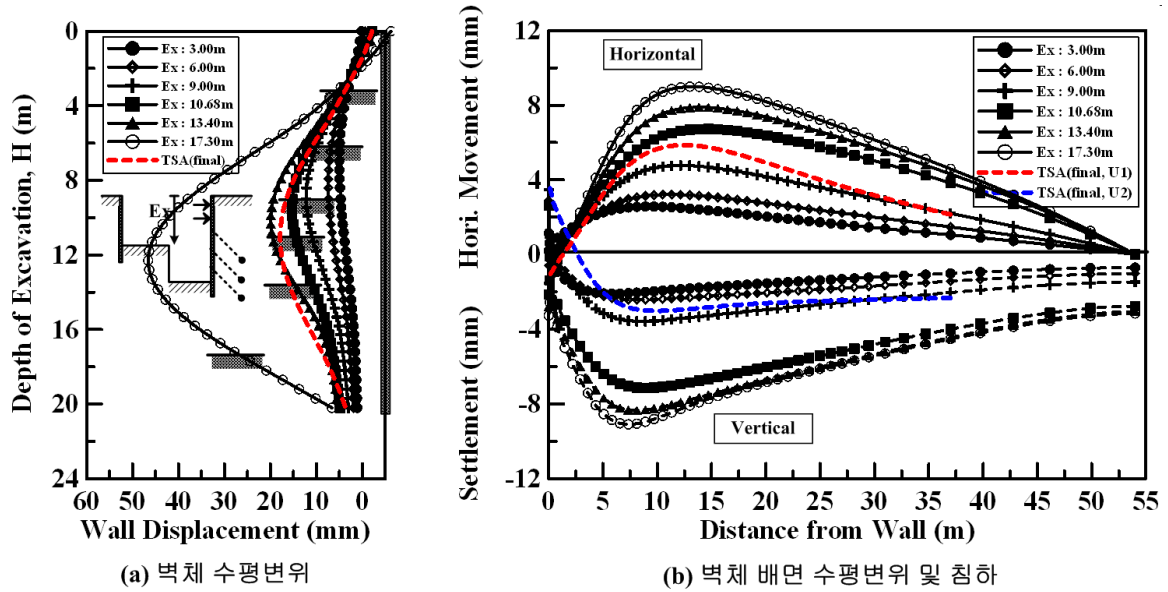 0
4
8
12
16
20
24
Depth of Excavation, H (m)
Ex : 3.00m
Ex : 6.00m
Ex : 9.00m
Ex : 10.68m
Ex : 13.40m
Ex : 17.30m
TSA(final)
Ex
60 50 40 30 20 10 0
Wall Displacement (mm)
(a) 벽체 수평변위
12
8
4
0
-4
-8
-12
Hori. Movement (mm)
Settlement (mm)
Horizontal
Ex : 3.00m
Ex : 6.00m
Ex : 9.00m
Ex : 10.68m
Ex : 13.40m
Ex : 17.30m
TSA(final, U1)
TSA(final, U2)
Vertical
0 5 10 15 20 25 30 35 40 45 50 55
Distance from Wall (m)
(b) 벽체 배면 수평변위 및 침하